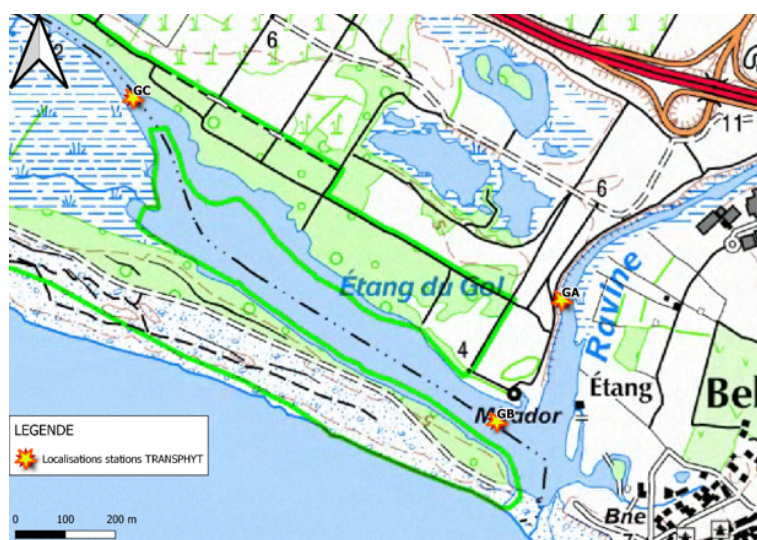 2
6
GC
11
6
Étang du Gol
GA
Ravine
4
Étang
Bel
Mirador
GB
LEGENDE
Localisations stations TRANSPHYT
Bne
7
0 100 200 m